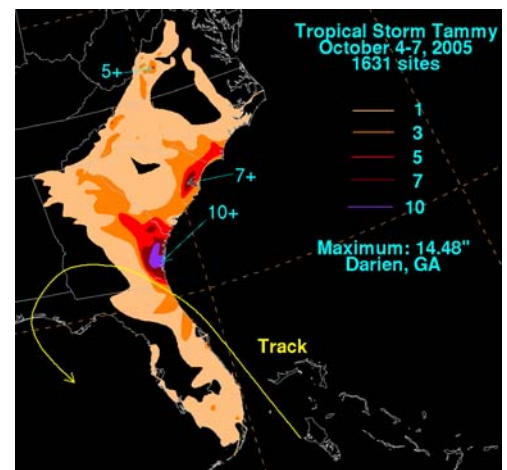 Tropical Storm Tammy
October 4-7, 2005
1631 sites
5+
1
3
5
7
10
7+
10+
Maximum: 14.48"
Darien, GA
Track